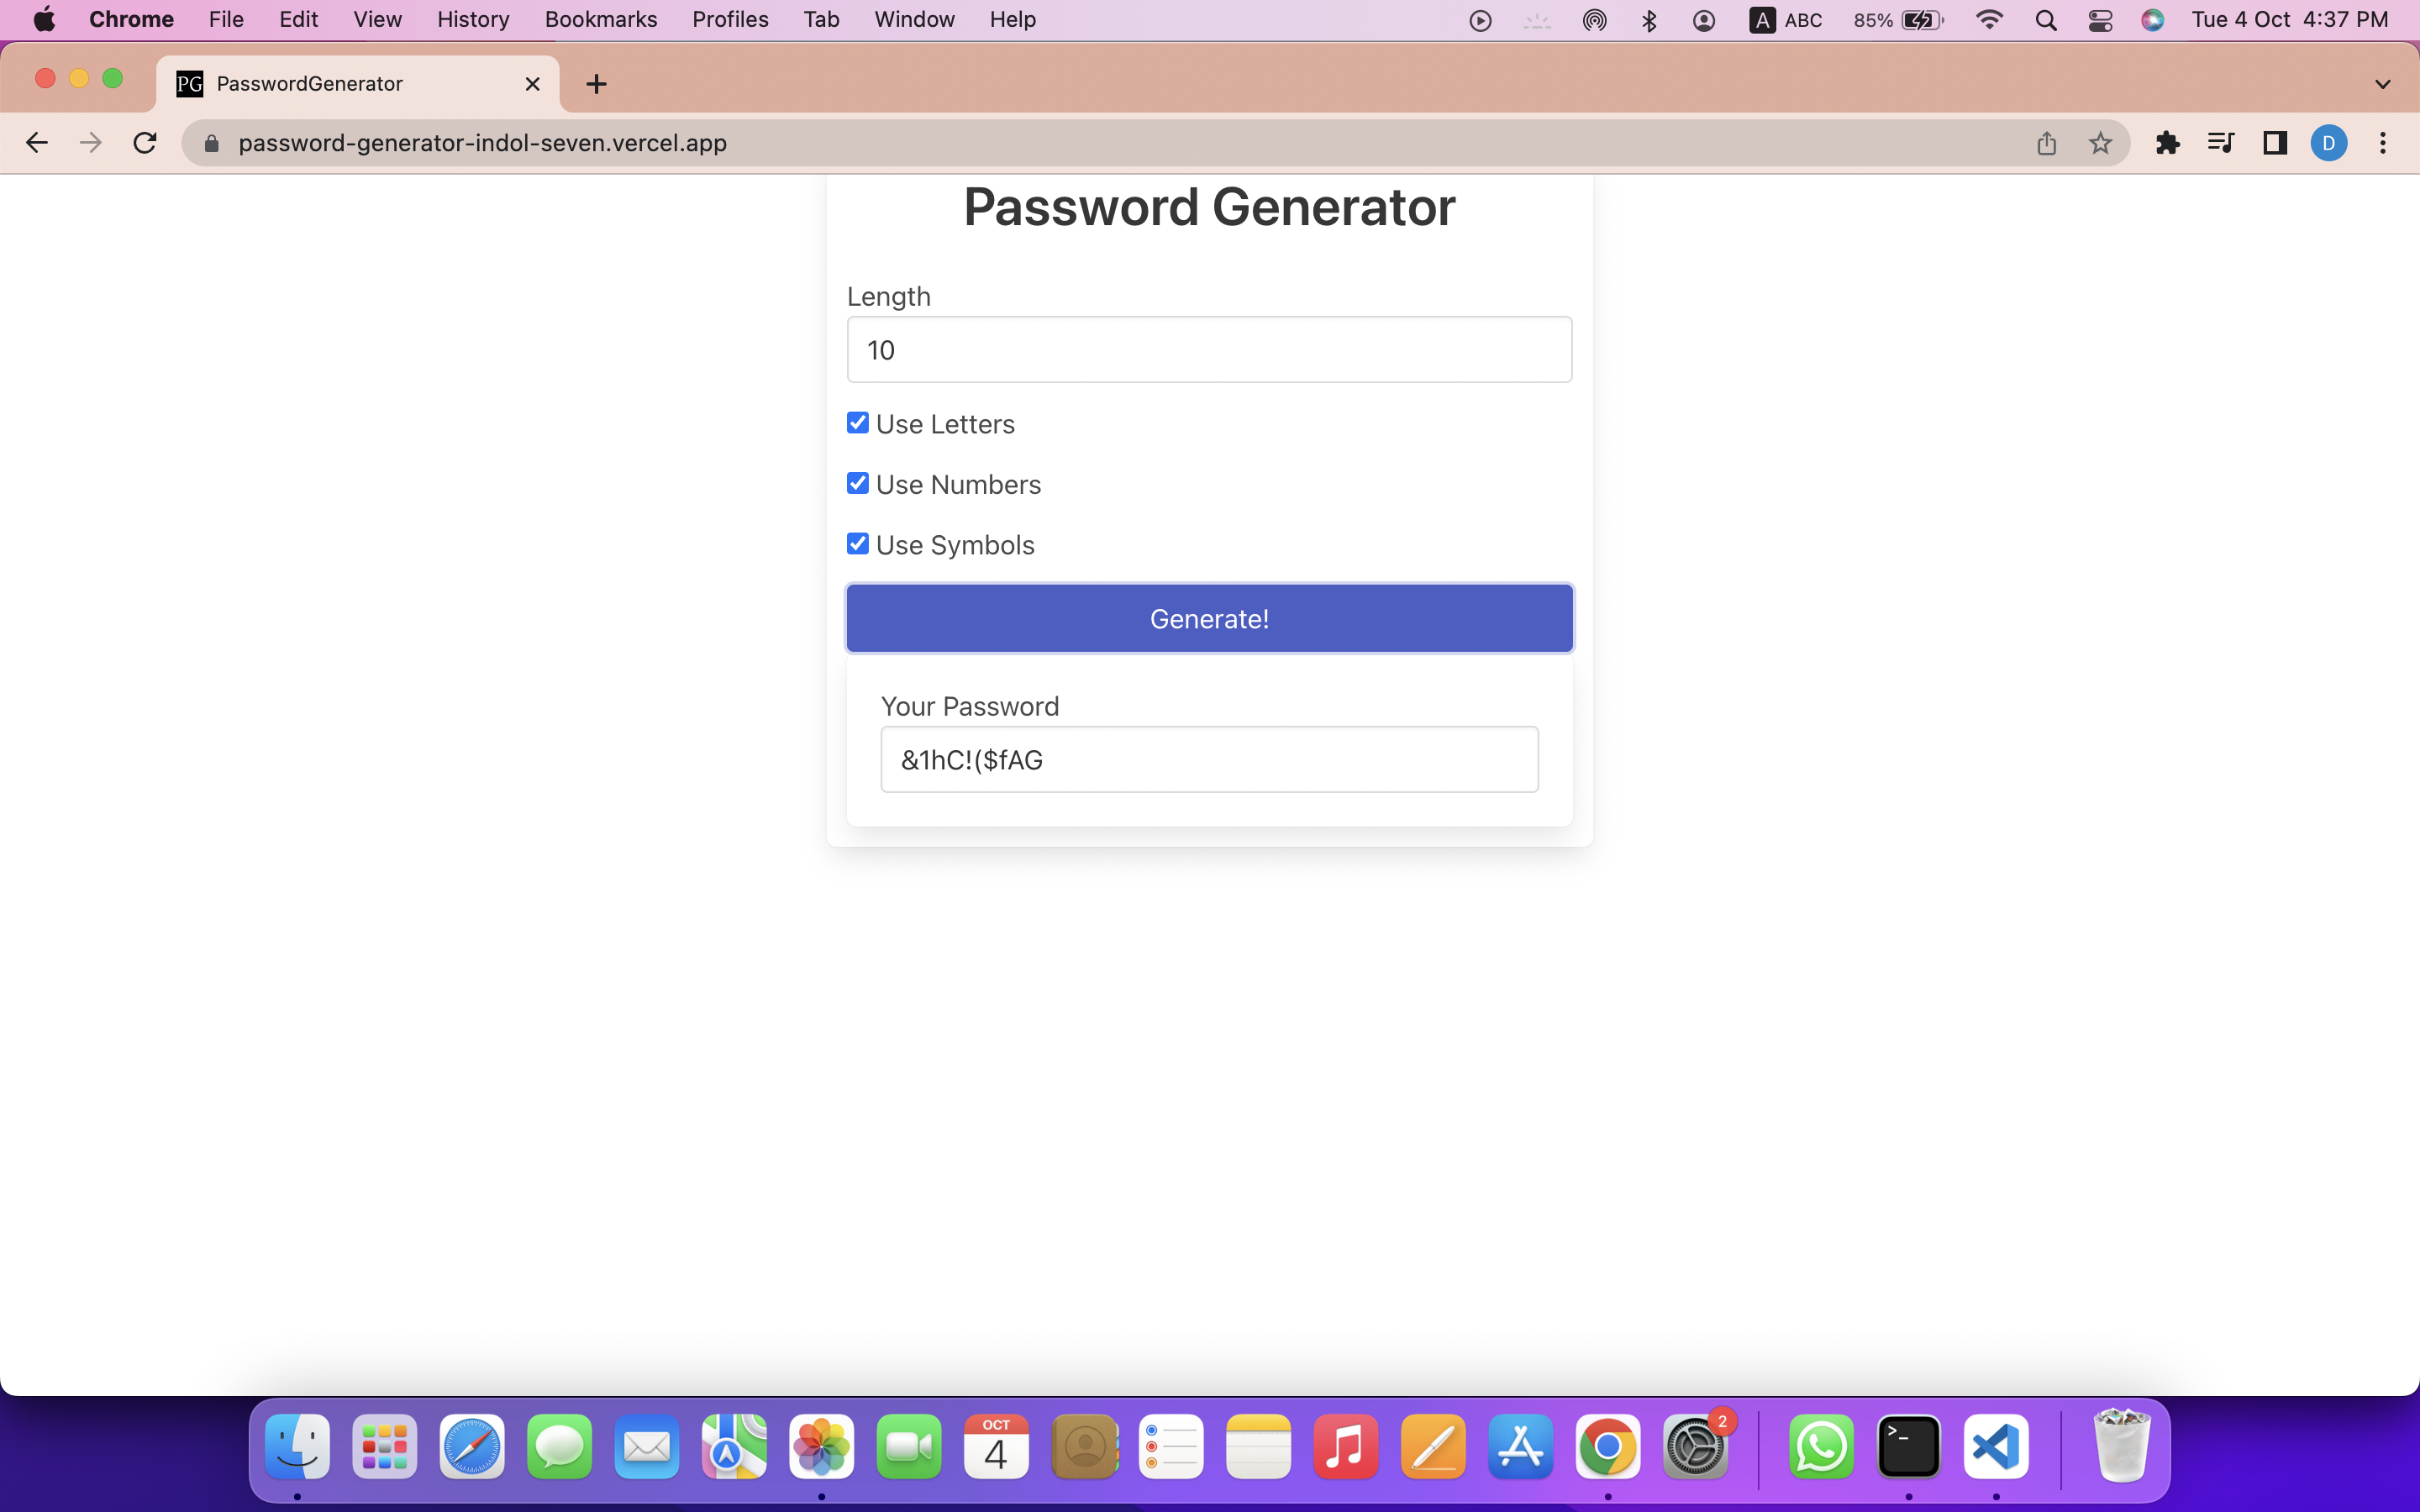 Chrome File Edit View History Bookmarks Profiles Tab Window Help A ABC 85% Tue 4 Oct 4:37 PM
PG PasswordGenerator
password-generator-indol-seven.vercel.app D
Password Generator
Length
10
Use Letters
Use Numbers
Use Symbols
Generate!
Your Password
&1hC!($fAG
OCT
4
2
>_